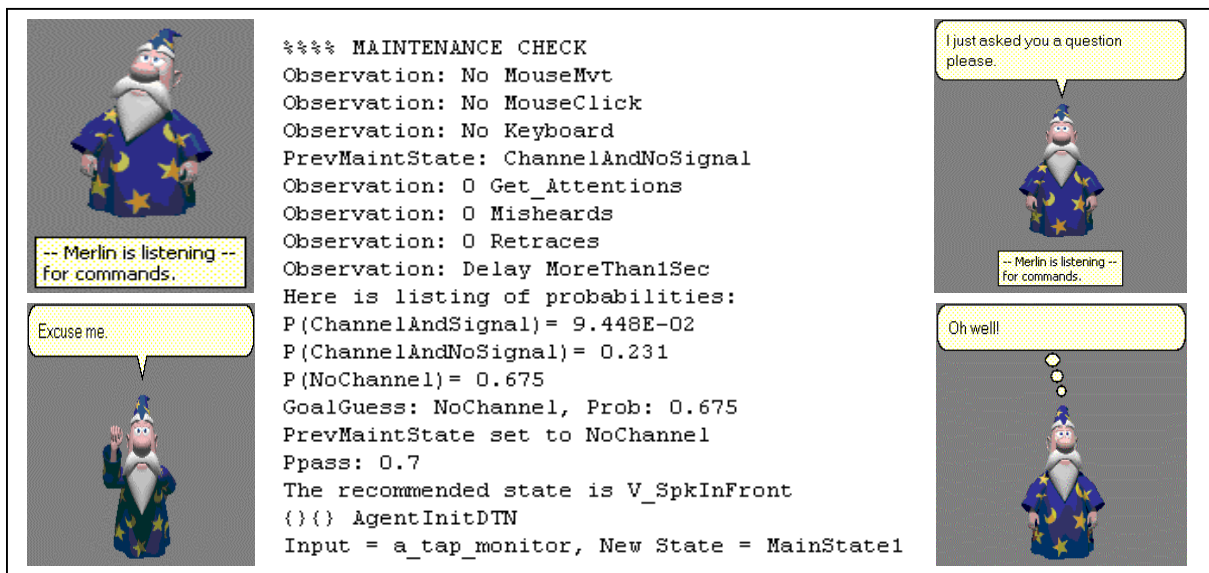 -- Merlin is listening --
for commands.
Excuse me.
%%%% MAINTENANCE CHECK
Observation: No MouseMvt
Observation: No MouseClick
Observation: No Keyboard
PrevMaintState: ChannelAndNoSignal
Observation: 0 Get_Attentions
Observation: 0 Misheards
Observation: 0 Retraces
Observation: Delay MoreThan1Sec
Here is listing of probabilities:
P(ChannelAndSignal)= 9.448E-02
P(ChannelAndNoSignal)= 0.231
P(NoChannel)= 0.675
GoalGuess: NoChannel, Prob: 0.675
PrevMaintState set to NoChannel
Ppass: 0.7
The recommended state is V_SpkInFront
{}{} AgentInitDTN
Input = a_tap_monitor, New State = MainState1
I just asked you a question
please.
-- Merlin is listening --
for commands.
Oh well!